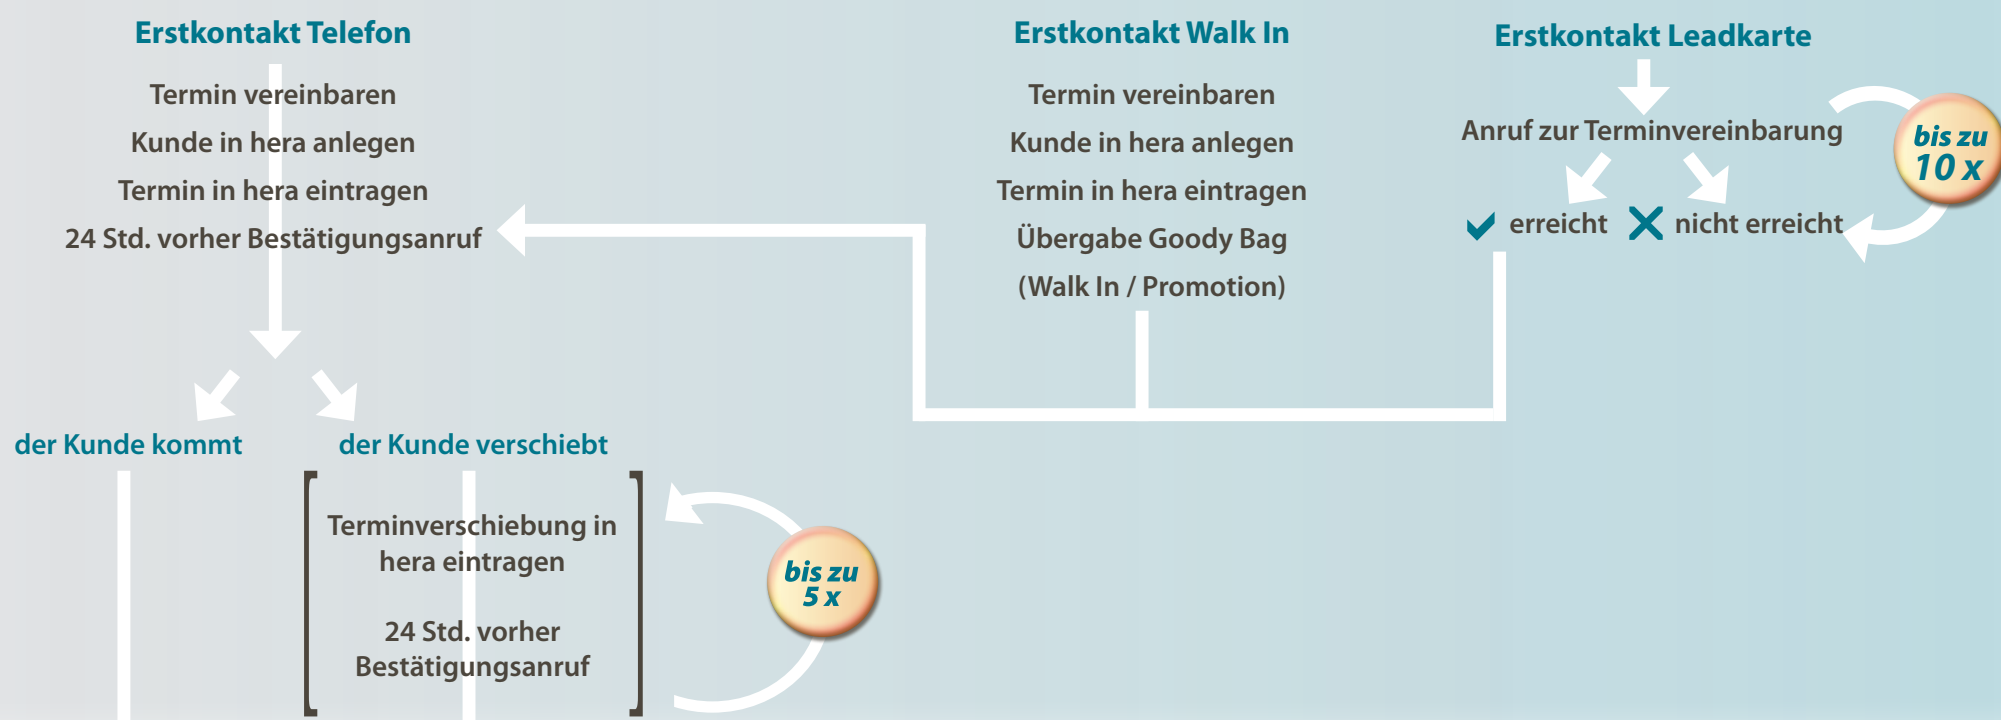 Erstkontakt Telefon
Termin vereinbaren
Kunde in hera anlegen
Termin in hera eintragen
24 Std. vorher Bestätigungsanruf
Erstkontakt Walk In
Termin vereinbaren
Kunde in hera anlegen
Termin in hera eintragen
Übergabe Goody Bag
(Walk In / Promotion)
Erstkontakt Leadkarte
Anruf zur Terminvereinbarung
erreicht
nicht erreicht
bis zu
10 x
der Kunde kommt
der Kunde verschiebt
Terminverschiebung in
hera eintragen
24 Std. vorher
Bestätigungsanruf
bis zu
5 x